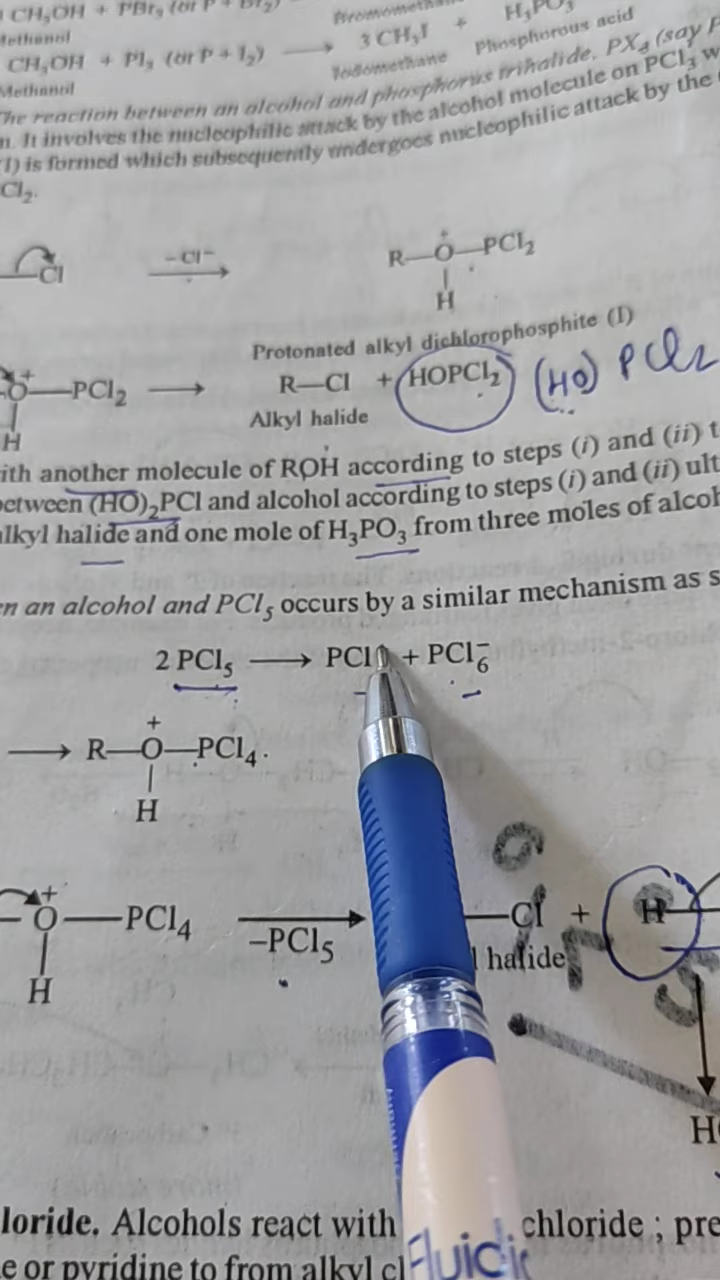 CH₃OH + PBr₃ (or P + Br₂)
Bromomethane
H₃PO₃
Methanol
CH₃OH + PI₃ (or P + I₂) ⟶ 3 CH₃I +
Methanol
Iodomethane Phosphorous acid
The reaction between an alcohol and phosphorus trihalide, PX₃ (say
n. It involves the nucleophilic attack by the alcohol molecule on PCl₃
(I) is formed which subsequently undergoes nucleophilic attack by the
Cl₂.
Cl –Cl⁻ ⟶ R—O⁺—PCl₂
H
Protonated alkyl dichlorophosphite (I)
O⁺—PCl₂ ⟶ R—Cl + HOPCl₂ (HO) PCl₂
H
Alkyl halide
ith another molecule of ROH according to steps (i) and (ii)
between (HO)₂PCl and alcohol according to steps (i) and (ii) ult
lkyl halide and one mole of H₃PO₃ from three moles of alcoh
en an alcohol and PCl₅ occurs by a similar mechanism as s
2 PCl₅ ⟶ PCl + PCl₆⁻
⟶ R—O⁺—PCl₄.
H
—O⁺—PCl₄ –PCl₅ ⟶ —Cl + H—
H
halide
H
loride. Alcohols react with chloride ; pre
e or pyridine to from alkyl cl
Fluidic